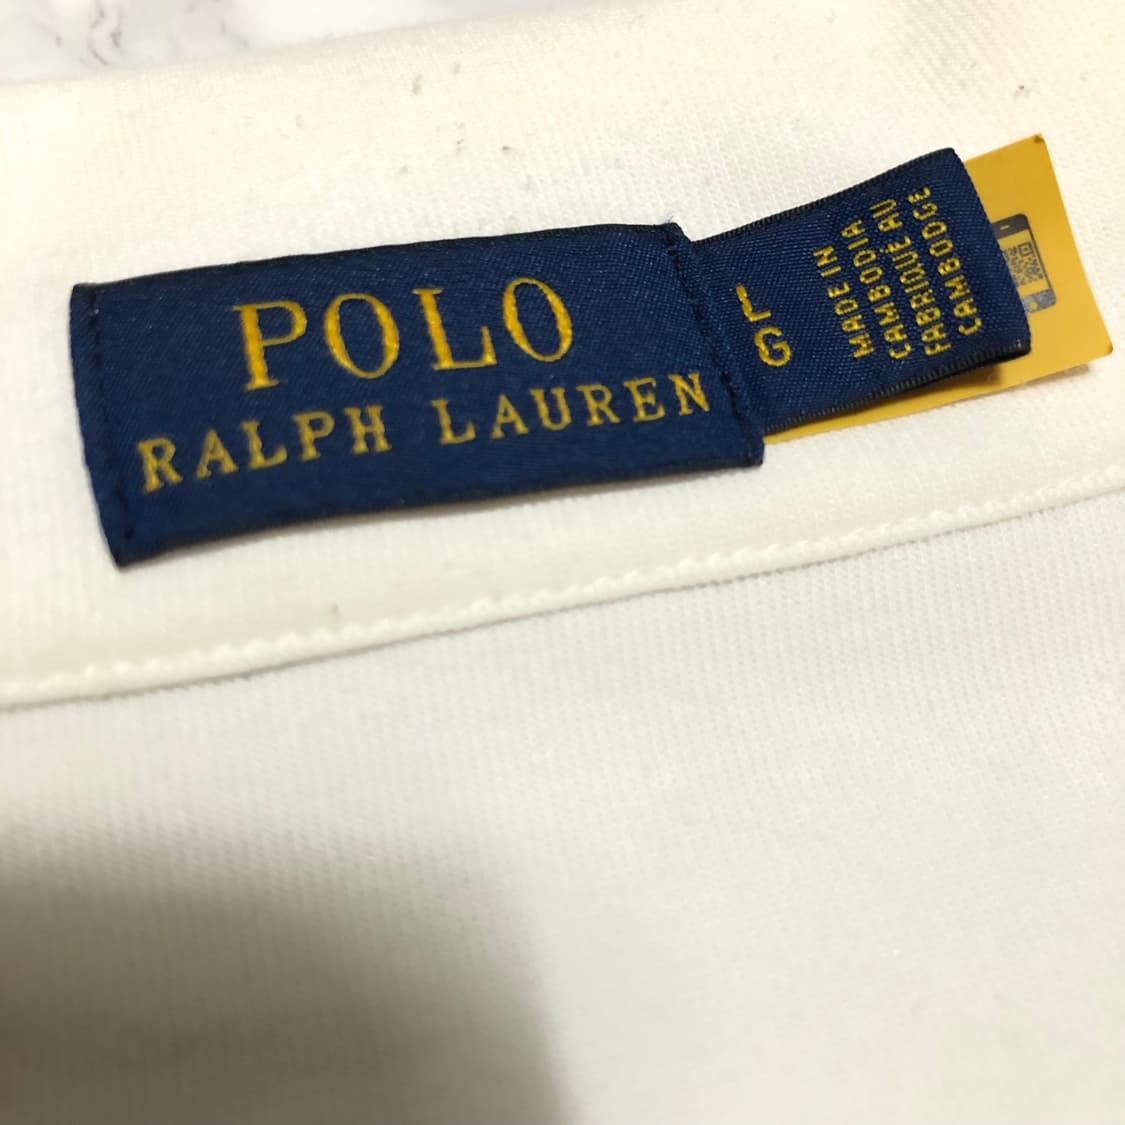 POLO
RALPH LAUREN
L
G
MADE IN
CAMBODIA
FABRIQUÉ AU
CAMBODGE